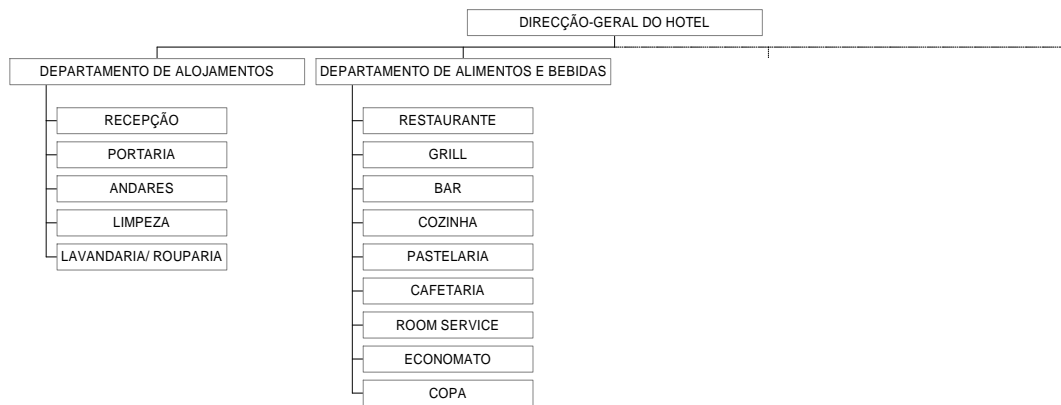 DIRECÇÃO-GERAL DO HOTEL
DEPARTAMENTO DE ALOJAMENTOS
DEPARTAMENTO DE ALIMENTOS E BEBIDAS
RECEPÇÃO
PORTARIA
ANDARES
LIMPEZA
LAVANDARIA/ ROUPARIA
RESTAURANTE
GRILL
BAR
COZINHA
PASTELARIA
CAFETARIA
ROOM SERVICE
ECONOMATO
COPA